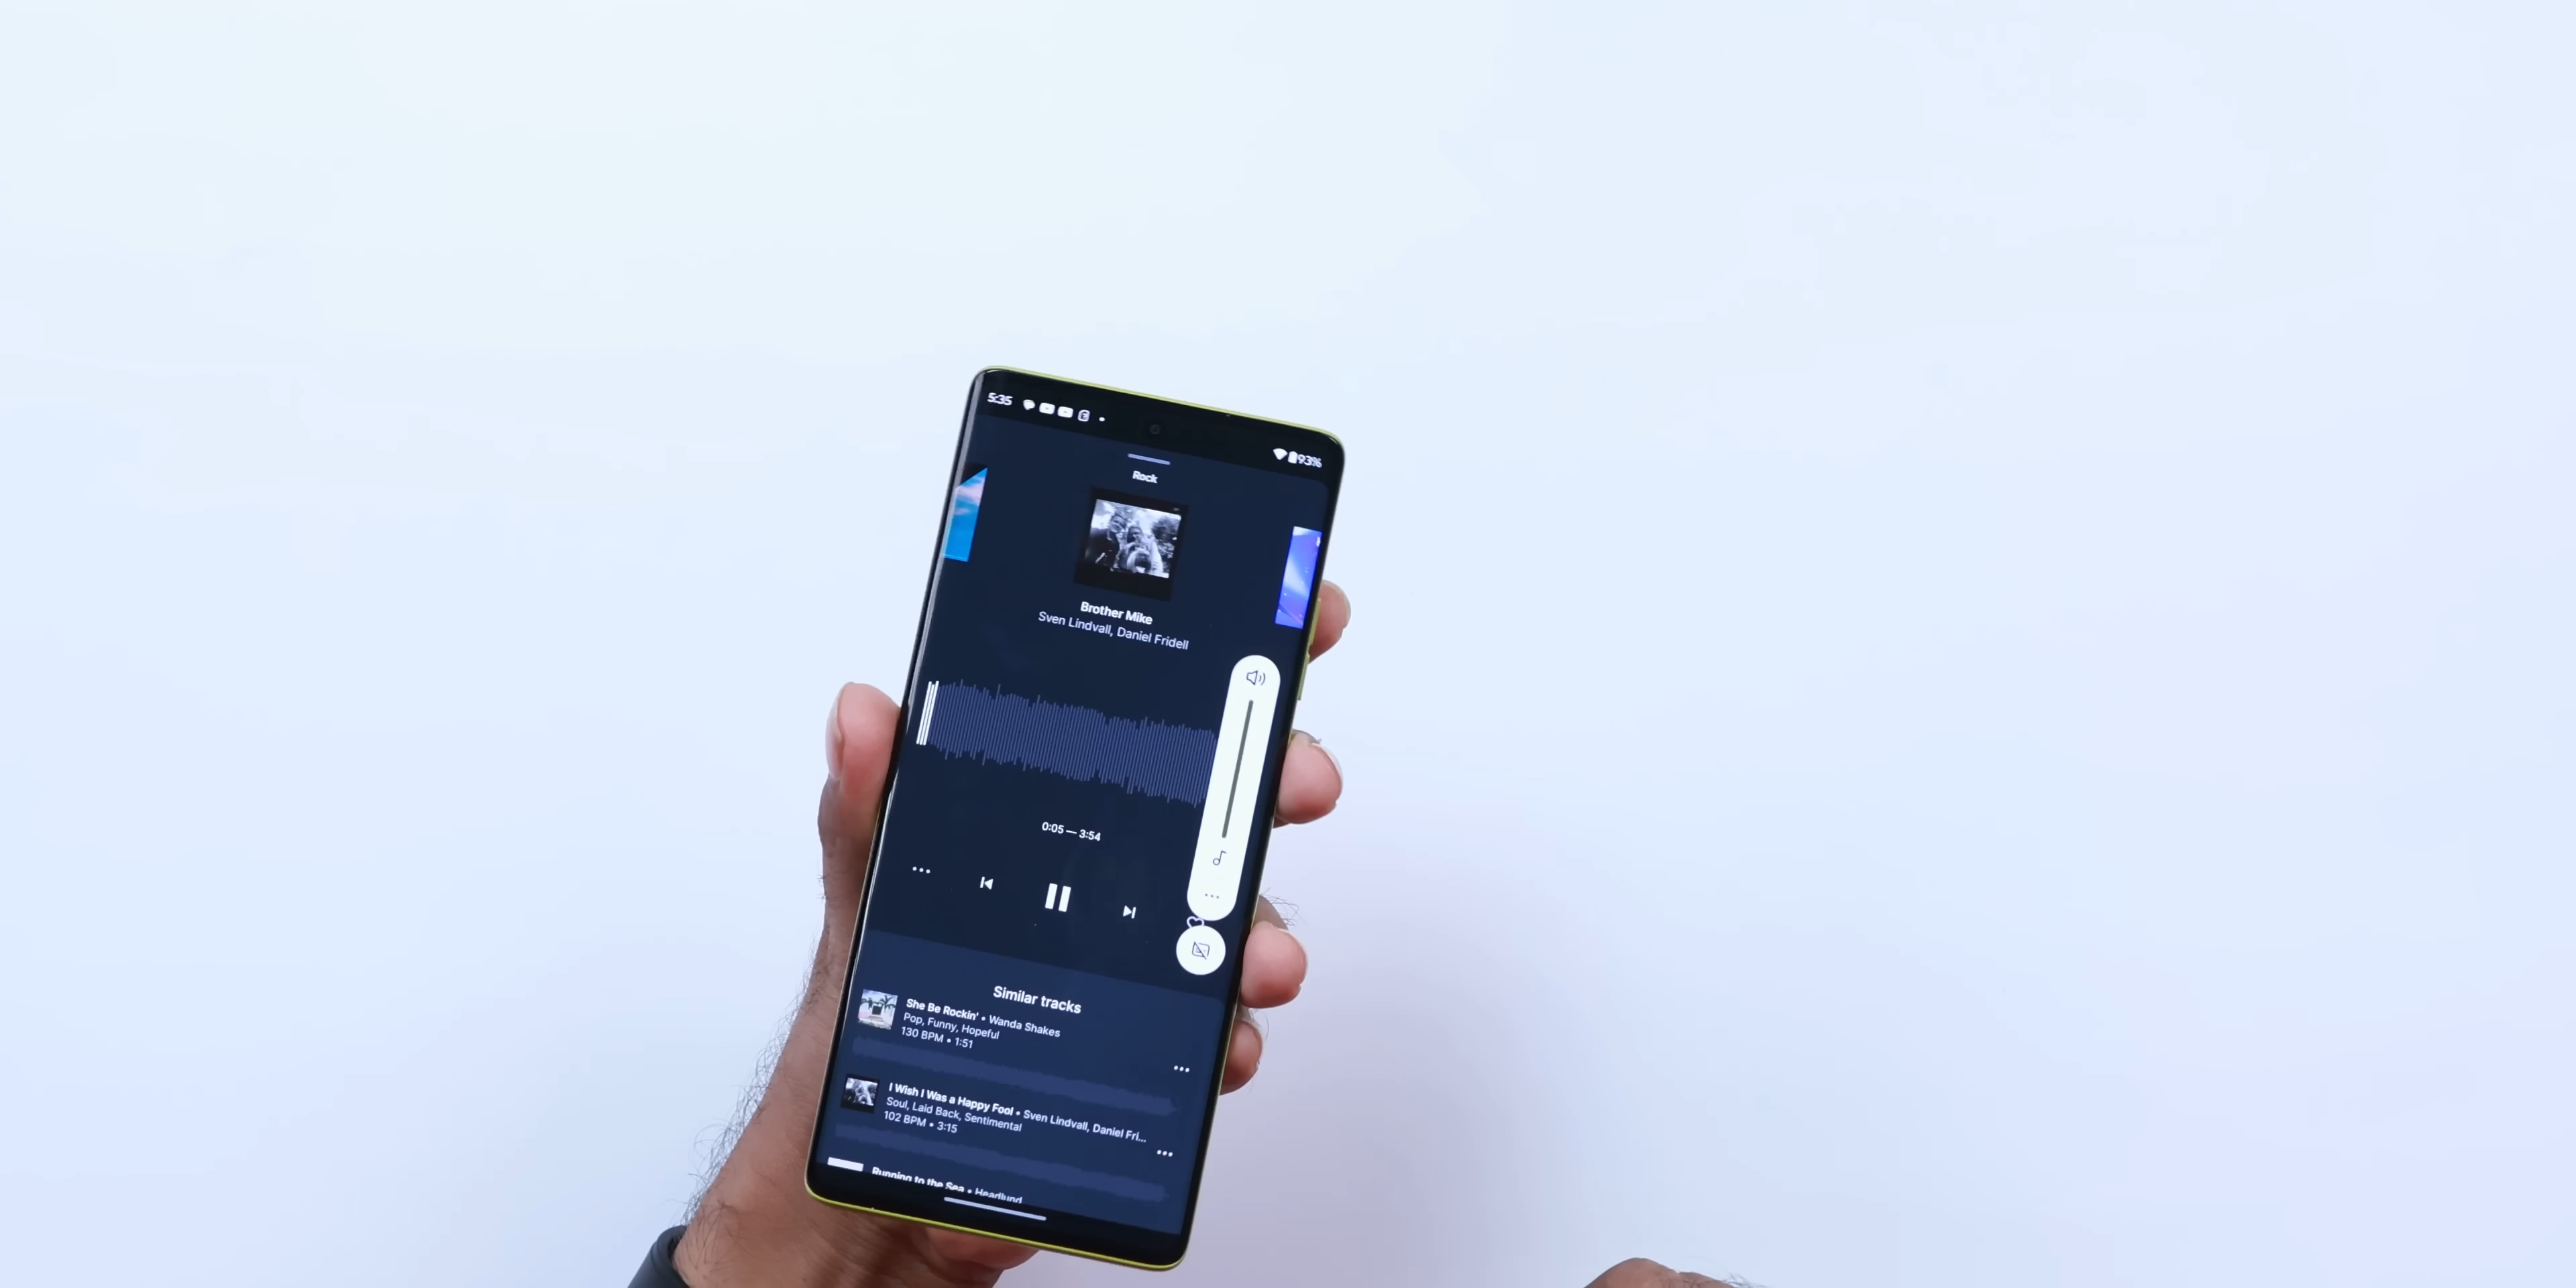 5:35
93%
Rock
Brother Mike
Sven Lindvall, Daniel Fridell
0:05 — 3:54
Similar tracks
She Be Rockin' • Wanda Shakes
Pop, Funny, Hopeful
130 BPM • 1:51
I Wish I Was a Happy Fool • Sven Lindvall, Daniel Fri...
Soul, Laid Back, Sentimental
102 BPM • 3:15
Running to the Sea • Headlund